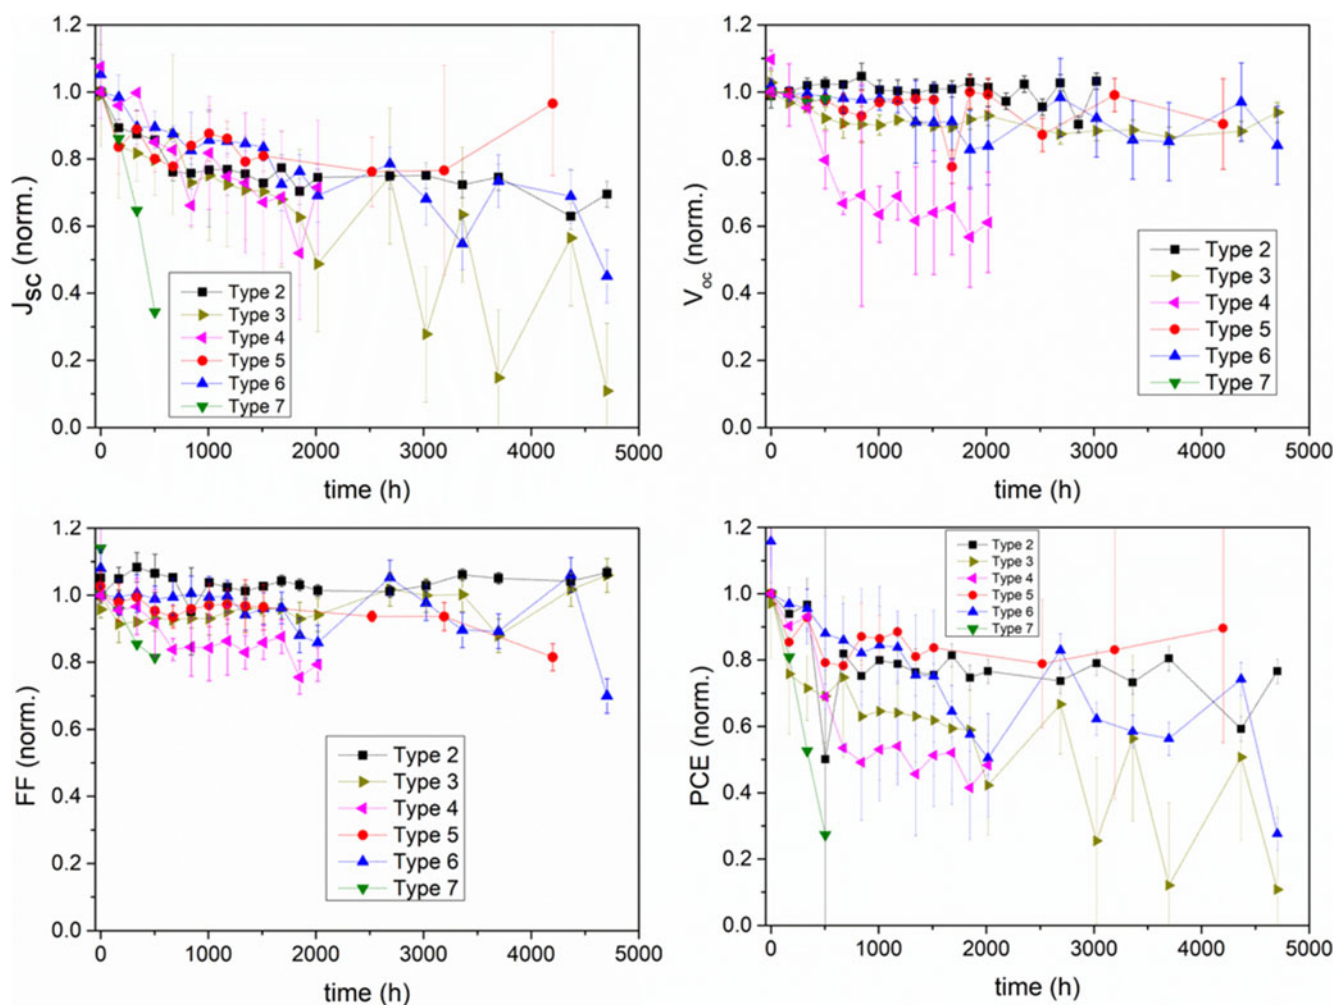 1.2
1.0
0.8
0.6
0.4
0.2
0.0
J_SC (norm.)
Type 2
Type 3
Type 4
Type 5
Type 6
Type 7
0 1000 2000 3000 4000 5000
time (h)
1.2
1.0
0.8
0.6
0.4
0.2
0.0
V_oc (norm.)
Type 2
Type 3
Type 4
Type 5
Type 6
Type 7
0 1000 2000 3000 4000 5000
time (h)
1.2
1.0
0.8
0.6
0.4
0.2
0.0
FF (norm.)
Type 2
Type 3
Type 4
Type 5
Type 6
Type 7
0 1000 2000 3000 4000 5000
time (h)
1.2
1.0
0.8
0.6
0.4
0.2
0.0
PCE (norm.)
Type 2
Type 3
Type 4
Type 5
Type 6
Type 7
0 1000 2000 3000 4000 5000
time (h)